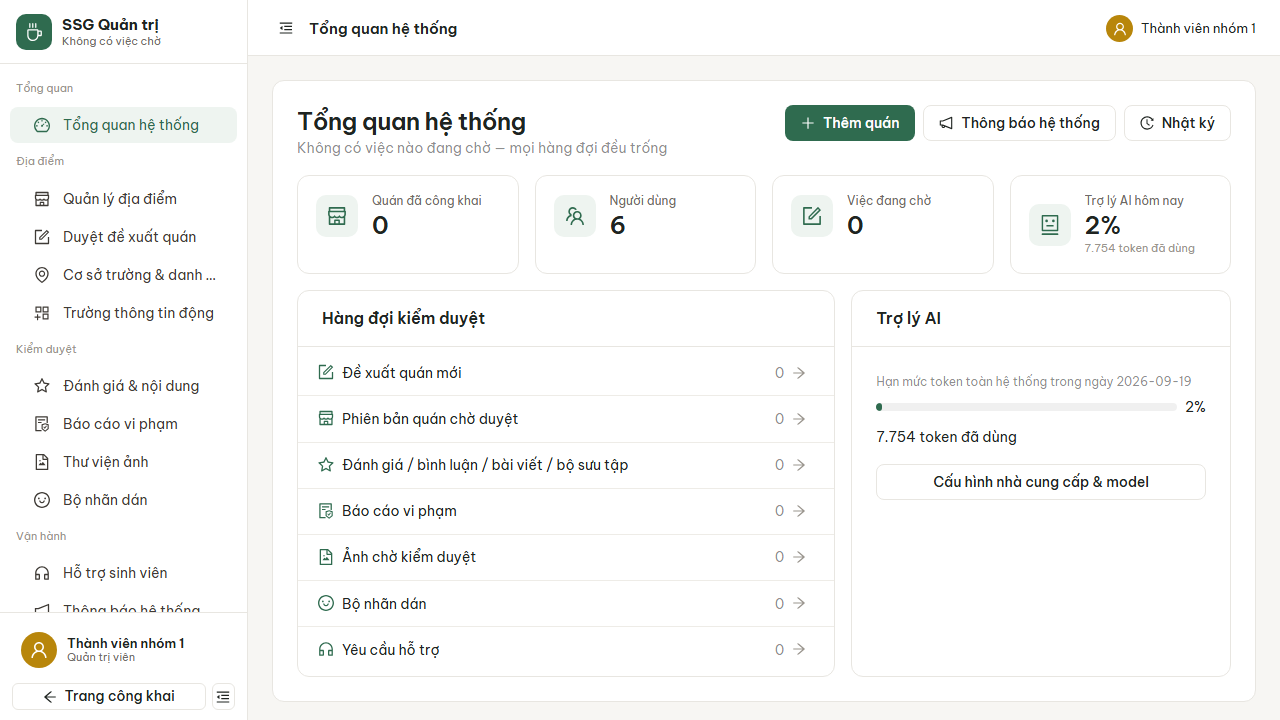 SSG Quản trị
Không có việc chờ
Tổng quan
Tổng quan hệ thống
Địa điểm
Quản lý địa điểm
Duyệt đề xuất quán
Cơ sở trường & danh ...
Trường thông tin động
Kiểm duyệt
Đánh giá & nội dung
Báo cáo vi phạm
Thư viện ảnh
Bộ nhãn dán
Vận hành
Hỗ trợ sinh viên
Thông báo hệ thống
Thành viên nhóm 1
Quản trị viên
Trang công khai
Tổng quan hệ thống
Thành viên nhóm 1
Tổng quan hệ thống
Không có việc nào đang chờ — mọi hàng đợi đều trống
Thêm quán
Thông báo hệ thống
Nhật ký
Quán đã công khai
0
Người dùng
6
Việc đang chờ
0
Trợ lý AI hôm nay
2%
7.754 token đã dùng
Hàng đợi kiểm duyệt
Đề xuất quán mới 0
Phiên bản quán chờ duyệt 0
Đánh giá / bình luận / bài viết / bộ sưu tập 0
Báo cáo vi phạm 0
Ảnh chờ kiểm duyệt 0
Bộ nhãn dán 0
Yêu cầu hỗ trợ 0
Trợ lý AI
Hạn mức token toàn hệ thống trong ngày 2026-09-19
2%
7.754 token đã dùng
Cấu hình nhà cung cấp & model